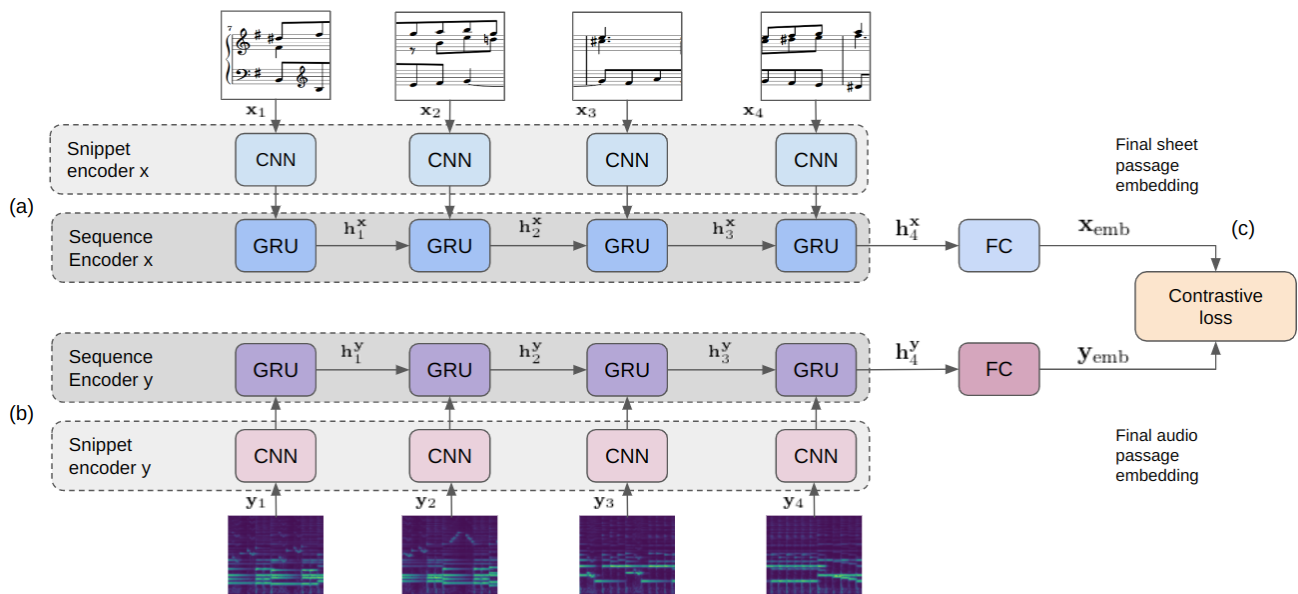 7
x₁
x₂
x₃
x₄
Snippet
encoder x
CNN
CNN
CNN
CNN
Final sheet
passage
embedding
(a)
Sequence
Encoder x
GRU
h₁ˣ
GRU
h₂ˣ
GRU
h₃ˣ
GRU
h₄ˣ
FC
x_emb
(c)
Contrastive
loss
Sequence
Encoder y
GRU
h₁ʸ
GRU
h₂ʸ
GRU
h₃ʸ
GRU
h₄ʸ
FC
y_emb
(b)
Snippet
encoder y
CNN
CNN
CNN
CNN
Final audio
passage
embedding
y₁
y₂
y₃
y₄